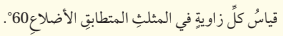 قياسُ كلِّ زاويةٍ في المثلثِ المتطابقِ الأضلاعِ 60°.